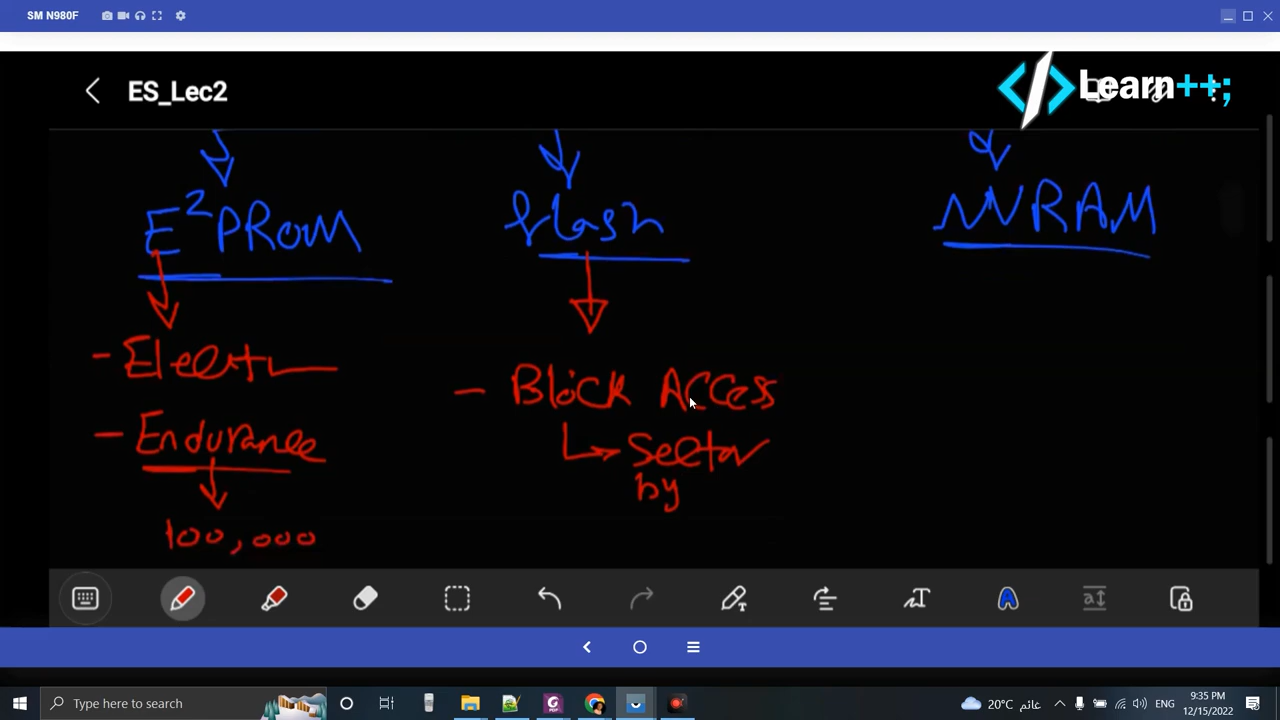 SM N980F
ES_Lec2
</> Learn++;
E²PROM
flash
NVRAM
- Electr
- Endurance
100,000
- Block Acces
Sector
by
Type here to search
20°C غائم
ENG
9:35 PM
12/15/2022